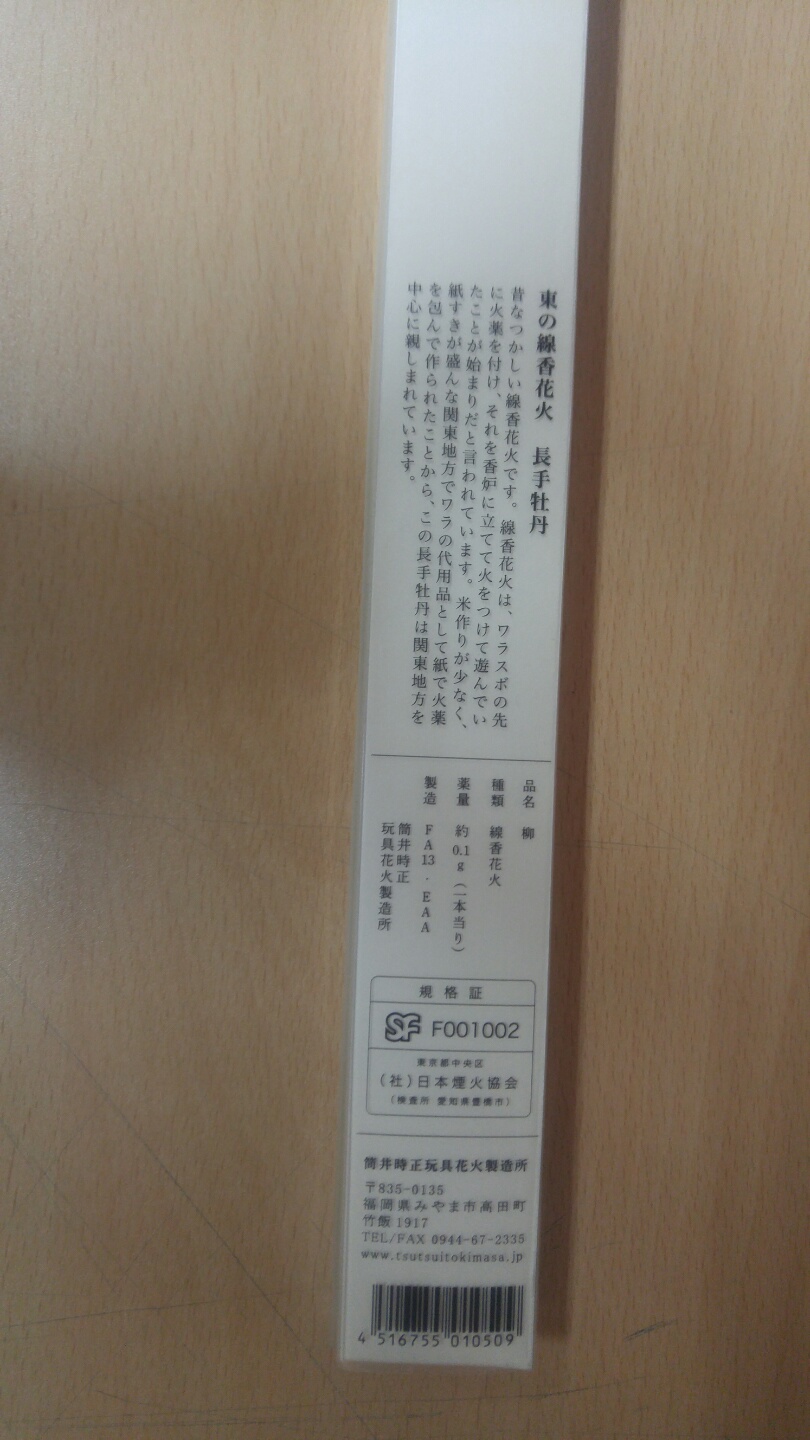 東の線香花火　長手牡丹
昔なつかしい線香花火です。線香花火は、ワラスボの先
に火薬を付け、それを香炉に立てて火をつけて遊んでい
たことが始まりだと言われています。米作りが少なく、
紙すきが盛んな関東地方でワラの代用品として紙で火薬
を包んで作られたことから、この長手牡丹は関東地方を
中心に親しまれています。
品名　柳
種類　線香花火
薬量　約0.1g（一本当り）
製造　FA13・EAA
筒井時正
玩具花火製造所
規格証
SF F001002
東京都中央区
（社）日本煙火協会
（検査所 愛知県豊橋市）
筒井時正玩具花火製造所
〒835-0135
福岡県みやま市高田町
竹飯1917
TEL/FAX 0944-67-2335
www.tsutsuitokimasa.jp
4 516755 010509